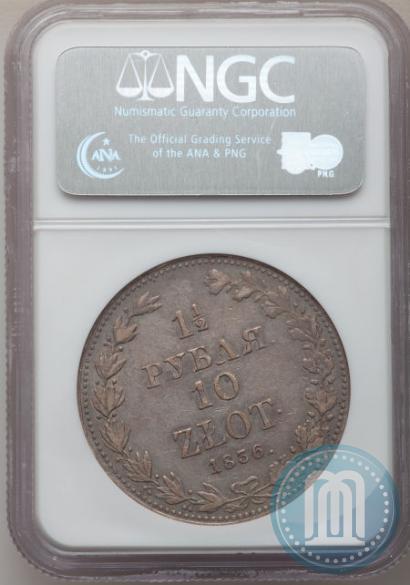 NGC
Numismatic Guaranty Corporation
The Official Grading Service
of the ANA & PNG
ANA
1891
PNG
1½
РУБЛЯ
10
ZŁOT.
1836.
M